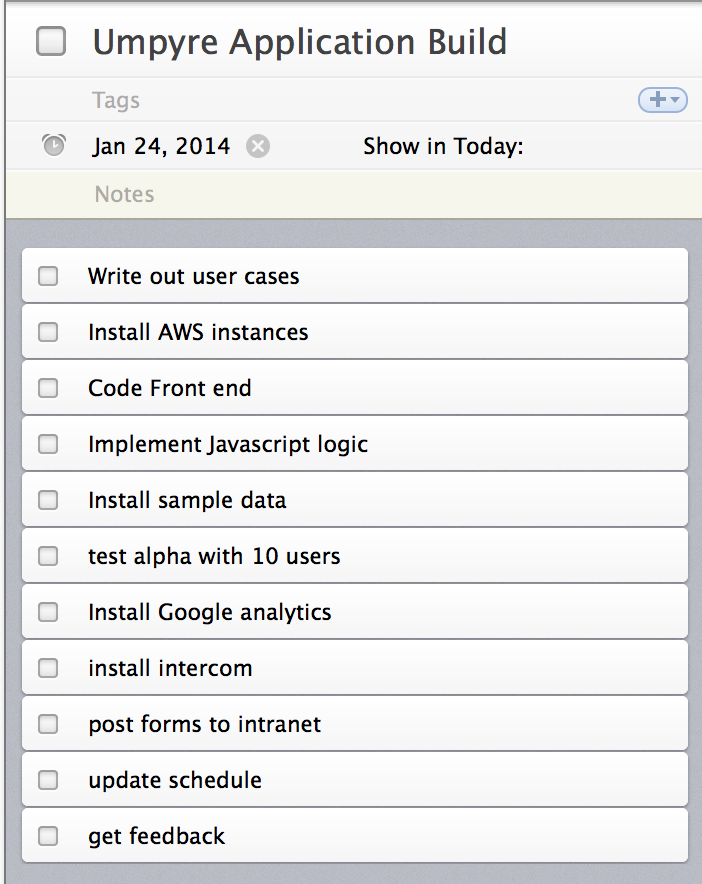 Umpyre Application Build
Tags
Jan 24, 2014 Show in Today:
Notes
Write out user cases
Install AWS instances
Code Front end
Implement Javascript logic
Install sample data
test alpha with 10 users
Install Google analytics
install intercom
post forms to intranet
update schedule
get feedback